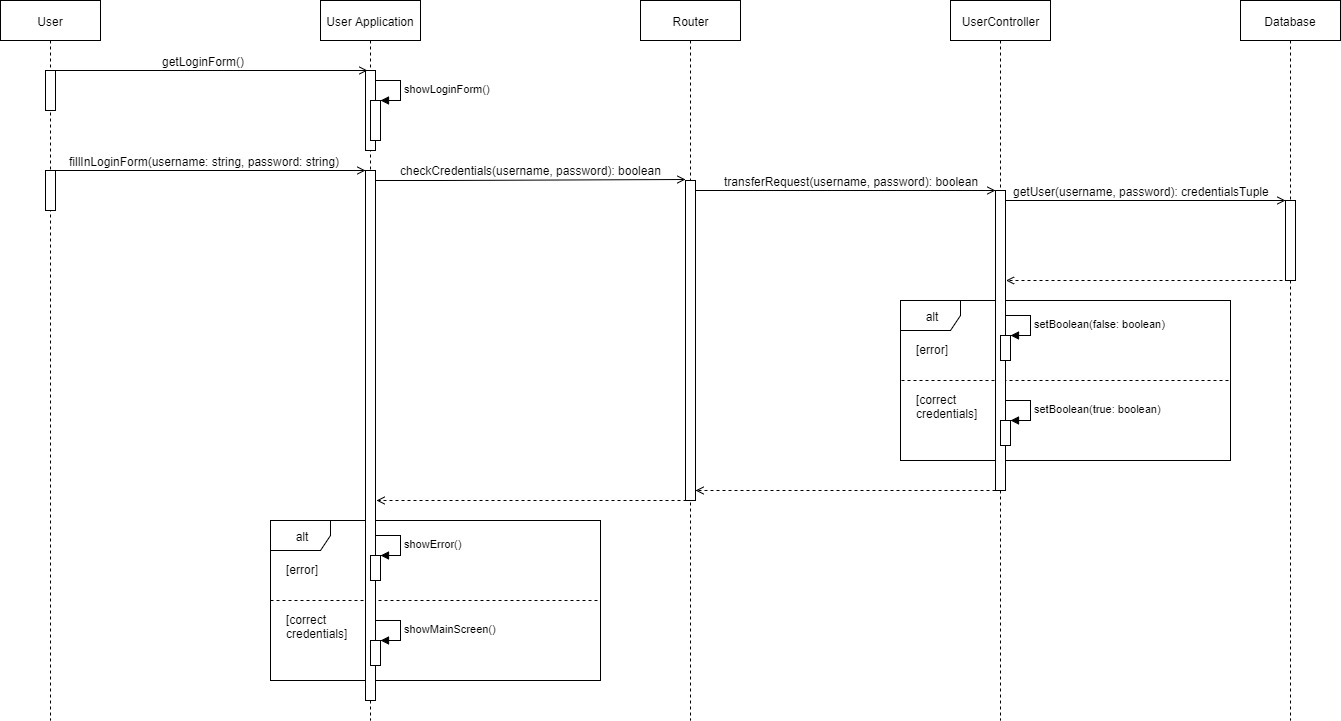 User
User Application
Router
UserController
Database
getLoginForm()
showLoginForm()
fillInLoginForm(username: string, password: string)
checkCredentials(username, password): boolean
transferRequest(username, password): boolean
getUser(username, password): credentialsTuple
alt
setBoolean(false: boolean)
[error]
[correct
credentials]
setBoolean(true: boolean)
alt
showError()
[error]
[correct
credentials]
showMainScreen()